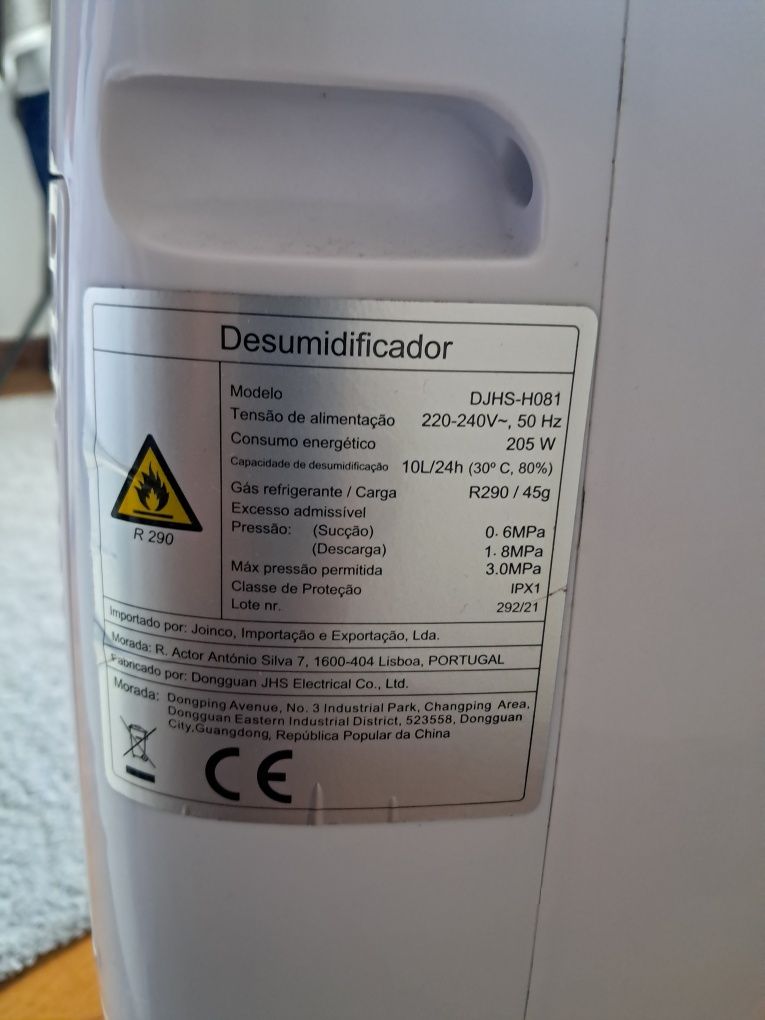 Desumidificador
Modelo DJHS-H081
Tensão de alimentação 220-240V~, 50 Hz
Consumo energético 205 W
Capacidade de desumidificação 10L/24h (30º C, 80%)
Gás refrigerante / Carga R290 / 45g
Excesso admissível
Pressão: (Sucção) 0.6MPa
(Descarga) 1.8MPa
Máx pressão permitida 3.0MPa
Classe de Proteção IPX1
Lote nr. 292/21
R 290
Importado por: Joinco, Importação e Exportação, Lda.
Morada: R. Actor António Silva 7, 1600-404 Lisboa, PORTUGAL
Fabricado por: Dongguan JHS Electrical Co., Ltd.
Morada: Dongping Avenue, No. 3 Industrial Park, Changping Area,
Dongguan Eastern Industrial District, 523558, Dongguan
City,Guangdong, República Popular da China
CE